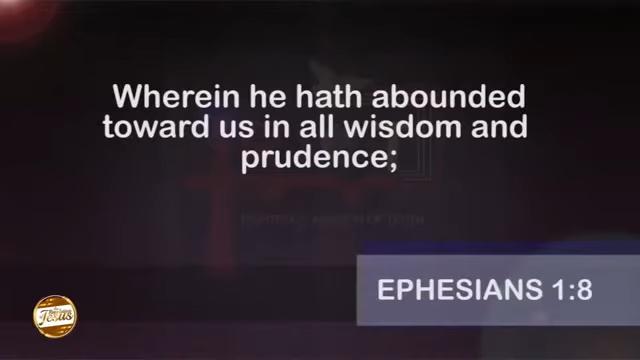 Wherein he hath abounded
toward us in all wisdom and
prudence;
EPHESIANS 1:8
Jesus